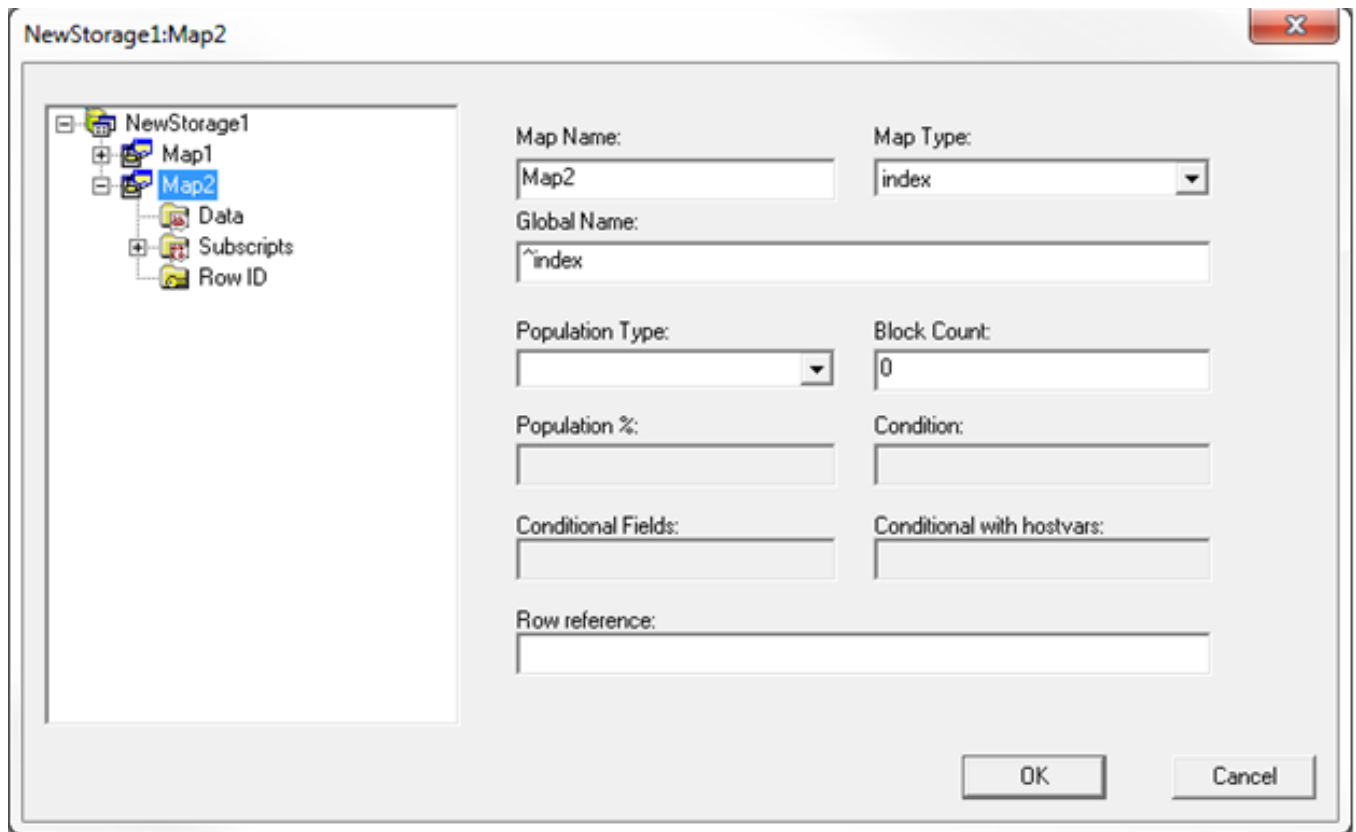 NewStorage1:Map2
NewStorage1
Map1
Map2
Data
Subscripts
Row ID
Map Name: Map Type:
Map2 index
Global Name:
^index
Population Type: Block Count:
0
Population %: Condition:
Conditional Fields: Conditional with hostvars:
Row reference:
OK Cancel